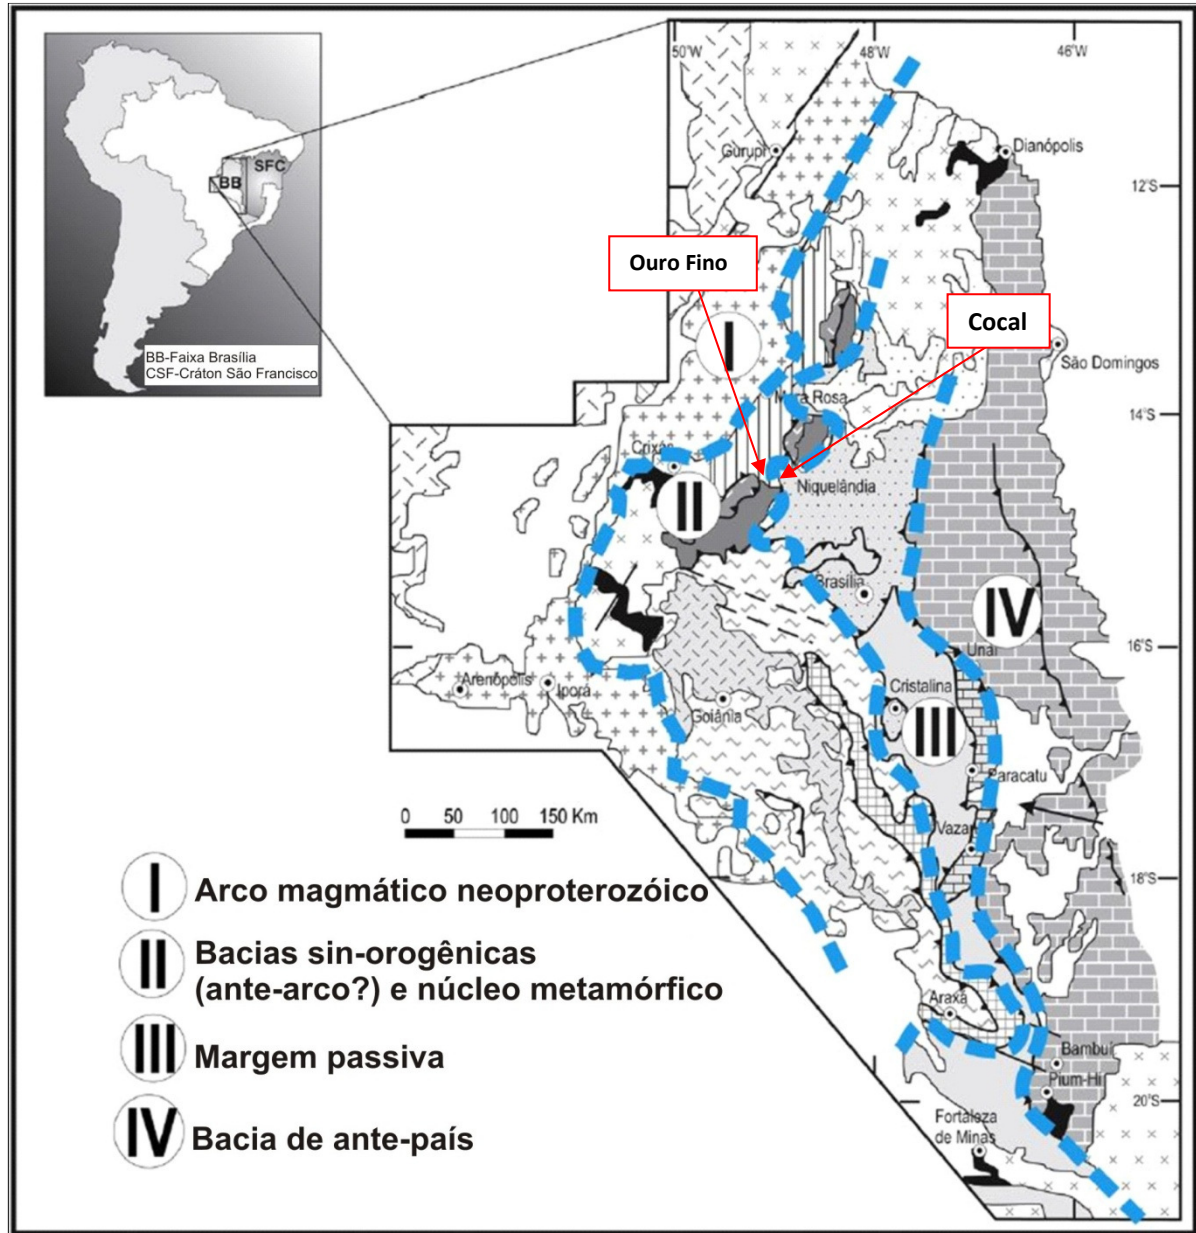 50°W
48°W
46°W
SFC
BB
BB-Faixa Brasília
CSF-Cráton São Francisco
Gurupi
Dianópolis
12°S
Ouro Fino
Cocal
I
São Domingos
Mara Rosa
14°S
Crixás
II
Niquelândia
Brasília
IV
Unaí
16°S
Arenópolis
Iporá
Goiânia
Cristalina
III
Paracatu
0 50 100 150 Km
Vazan
I Arco magmático neoproterozóico
18°S
II Bacias sin-orogênicas
(ante-arco?) e núcleo metamórfico
Araxá
III Margem passiva
Bambuí
Pium-Hi
20°S
IV Bacia de ante-país
Fortaleza
de Minas